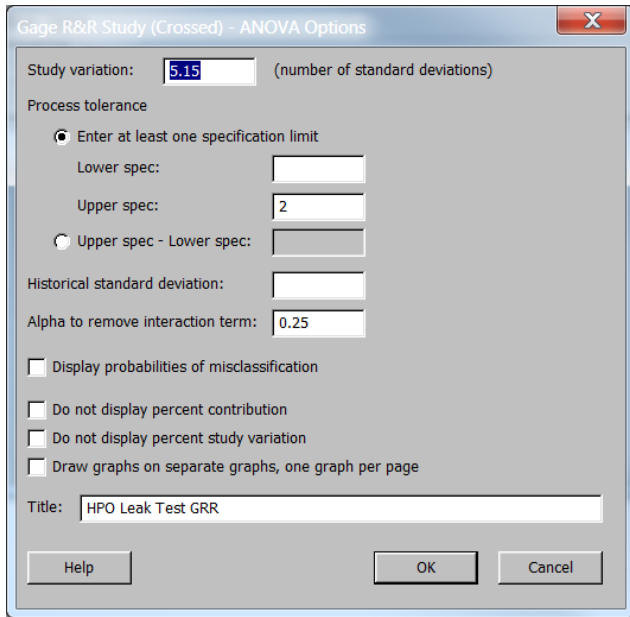 Gage R&R Study (Crossed) - ANOVA Options
X
Study variation: 5.15 (number of standard deviations)
Process tolerance
Enter at least one specification limit
Lower spec:
Upper spec: 2
Upper spec - Lower spec:
Historical standard deviation:
Alpha to remove interaction term: 0.25
Display probabilities of misclassification
Do not display percent contribution
Do not display percent study variation
Draw graphs on separate graphs, one graph per page
Title: HPO Leak Test GRR
Help OK Cancel